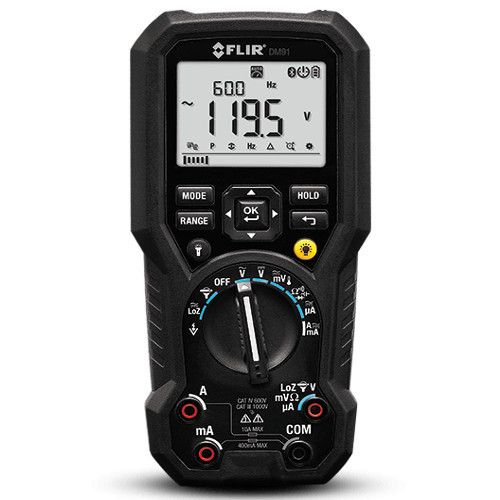 FLIR DM91
AUTO
60.0 Hz
~ 119.5 V
P Hz Δ
MODE HOLD
OK
RANGE
OFF V V mV
LoZ μA
A mA
A LoZ V
CAT IV 600V mVΩ
CAT III 1000V μA
mA 10A MAX COM
400mA MAX